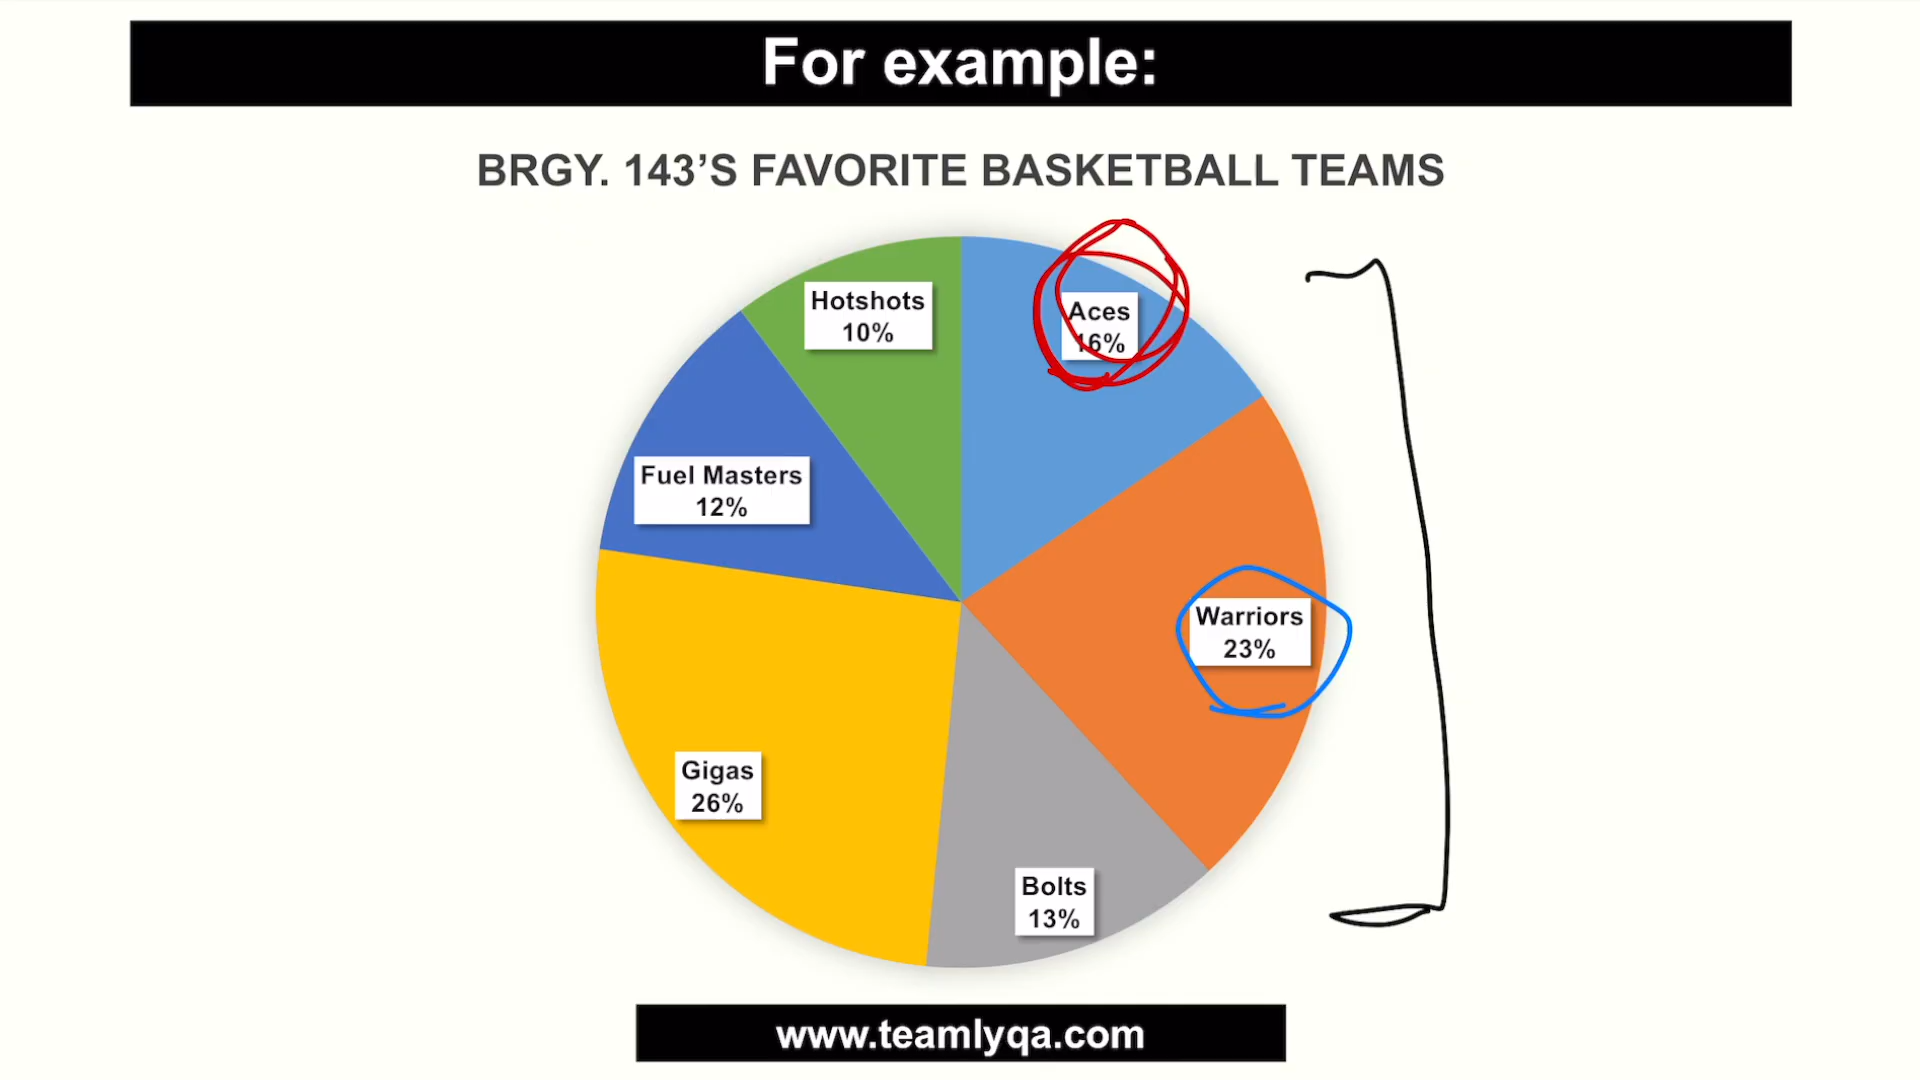 For example:
BRGY. 143’S FAVORITE BASKETBALL TEAMS
Hotshots
10%
Aces
16%
Fuel Masters
12%
Warriors
23%
Gigas
26%
Bolts
13%
www.teamlyqa.com